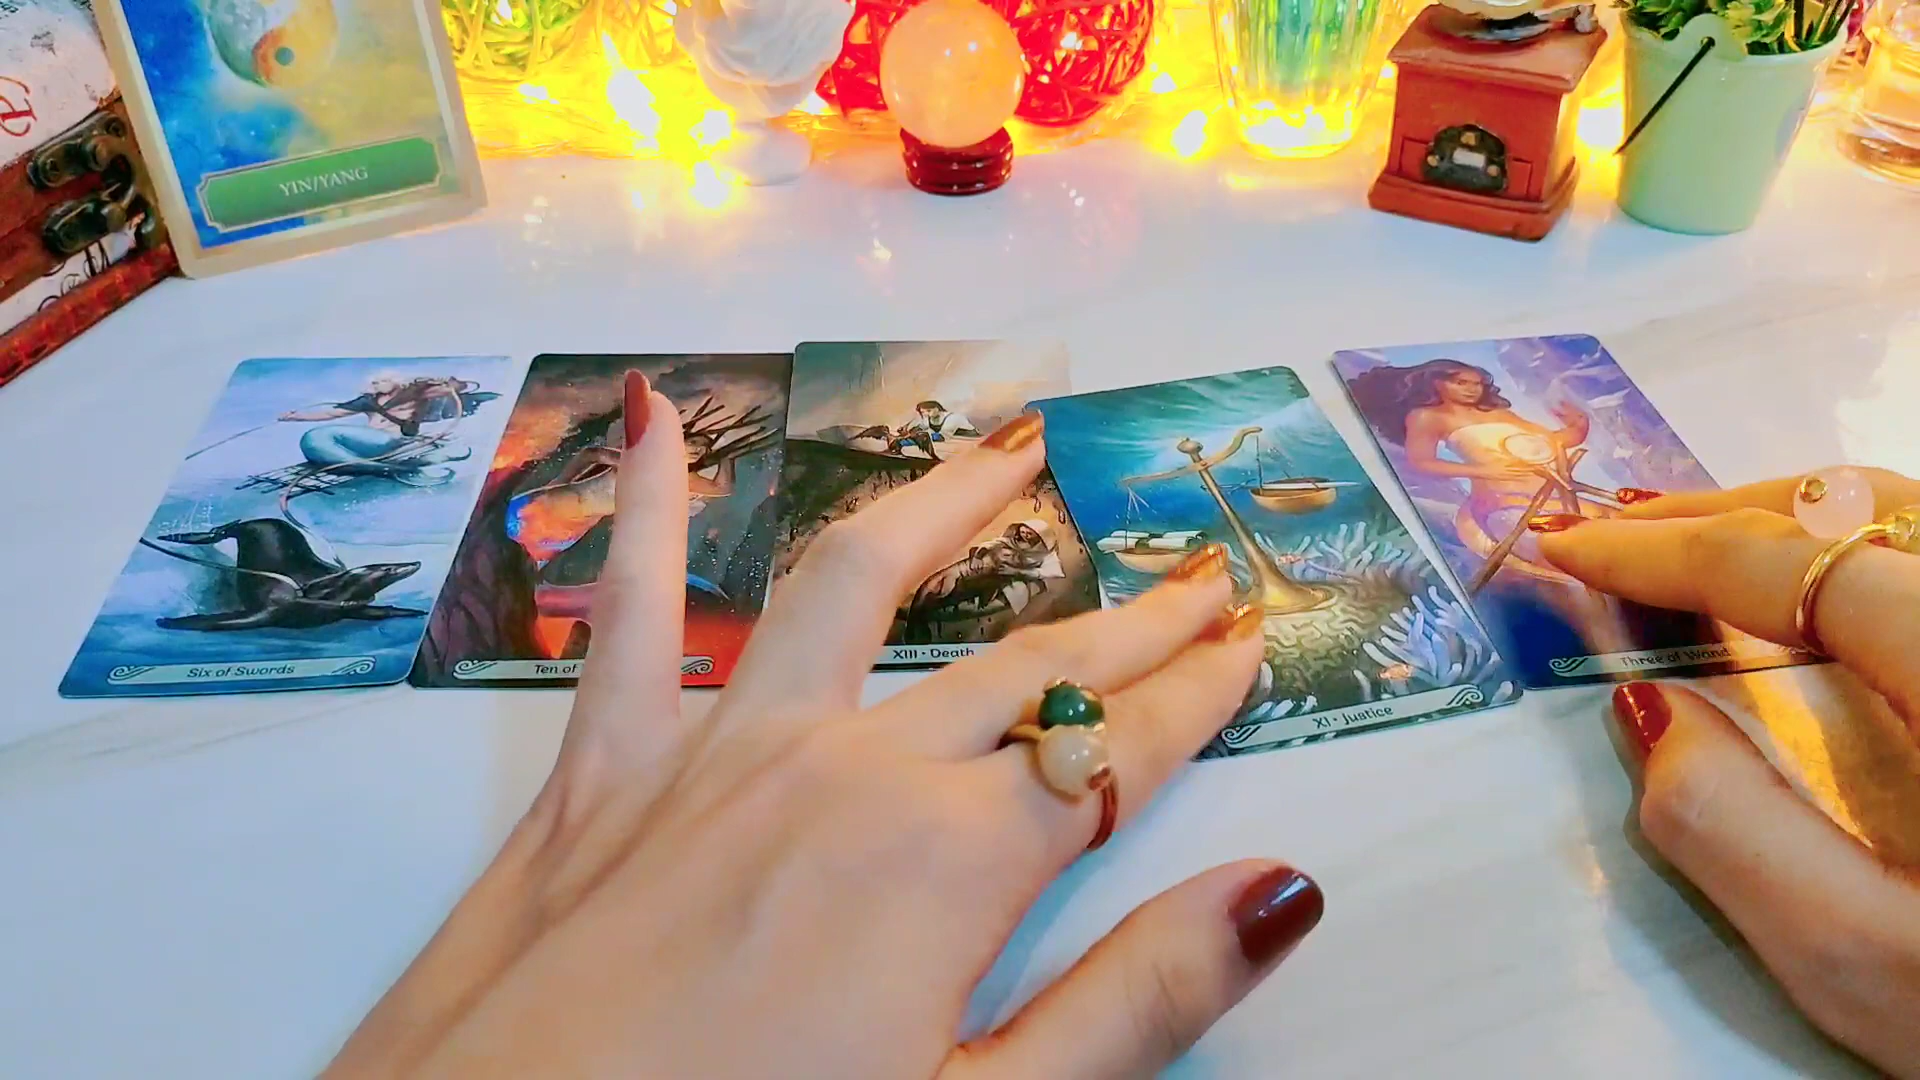 YIN/YANG
Six of Swords
Ten of
XIII • Death
XI • Justice
Three of Wand